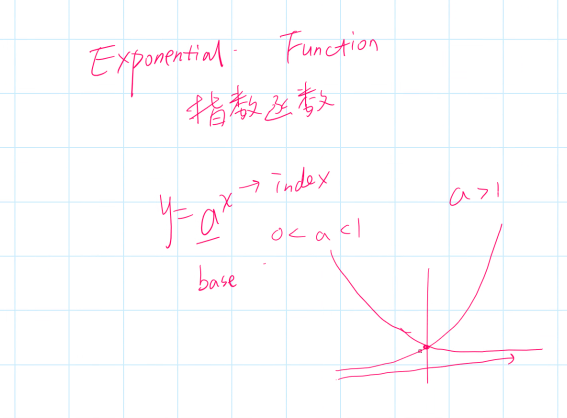 Exponential Function
指数函数
y = a^x → index
a > 1
0 < a < 1
base